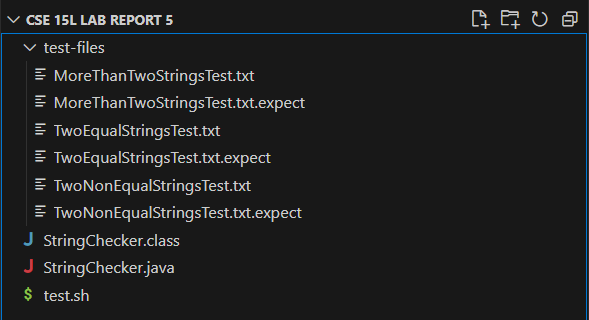 CSE 15L LAB REPORT 5
test-files
MoreThanTwoStringsTest.txt
MoreThanTwoStringsTest.txt.expect
TwoEqualStringsTest.txt
TwoEqualStringsTest.txt.expect
TwoNonEqualStringsTest.txt
TwoNonEqualStringsTest.txt.expect
J StringChecker.class
J StringChecker.java
$ test.sh